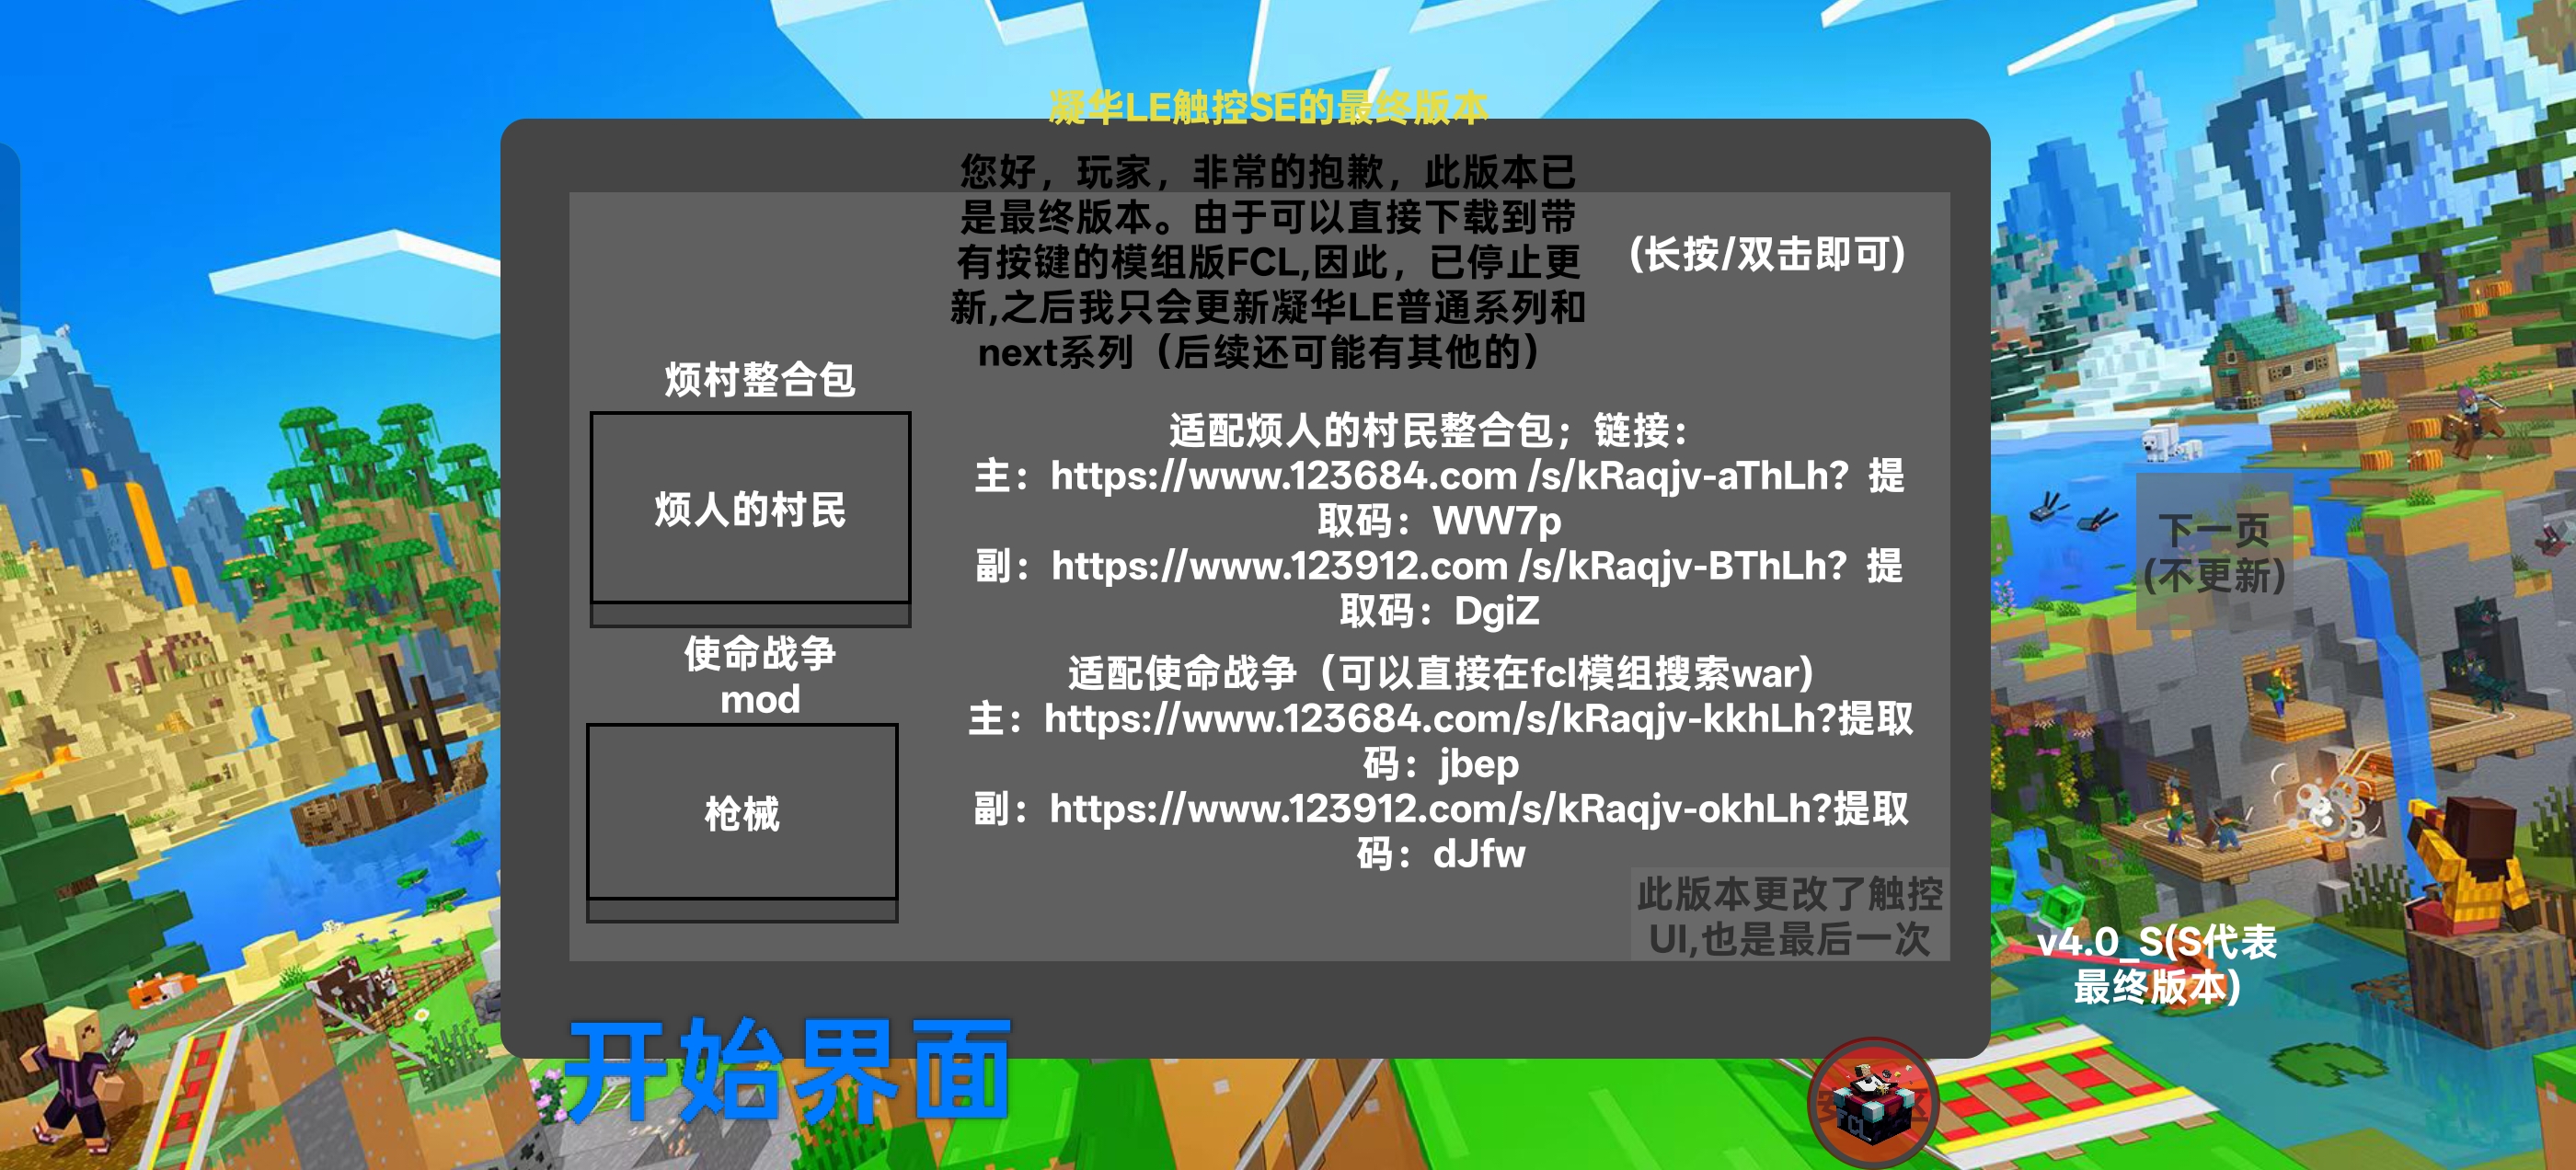 凝华LE触控SE的最终版本
您好，玩家，非常的抱歉，此版本已
是最终版本。由于可以直接下载到带
有按键的模组版FCL,因此，已停止更
新,之后我只会更新凝华LE普通系列和
next系列（后续还可能有其他的）
(长按/双击即可)
烦村整合包
烦人的村民
适配烦人的村民整合包；链接：
主：https://www.123684.com /s/kRaqjv-aThLh？提
取码：WW7p
副：https://www.123912.com /s/kRaqjv-BThLh？提
取码：DgiZ
下一页
(不更新)
使命战争
mod
枪械
适配使命战争（可以直接在fcl模组搜索war)
主：https://www.123684.com/s/kRaqjv-kkhLh?提取
码：jbep
副：https://www.123912.com/s/kRaqjv-okhLh?提取
码：dJfw
此版本更改了触控
UI,也是最后一次
v4.0_S(S代表
最终版本)
开始界面
FCL